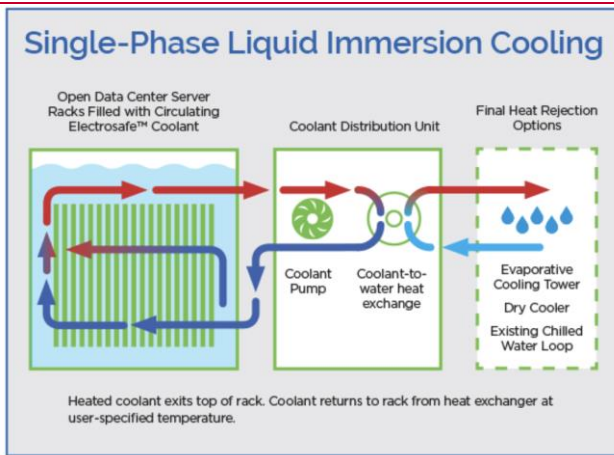 Single-Phase Liquid Immersion Cooling
Open Data Center Server
Racks Filled with Circulating
Electrosafe™ Coolant
Coolant Distribution Unit
Final Heat Rejection
Options
Coolant
Pump
Coolant-to-
water heat
exchange
Evaporative
Cooling Tower
Dry Cooler
Existing Chilled
Water Loop
Heated coolant exits top of rack. Coolant returns to rack from heat exchanger at
user-specified temperature.